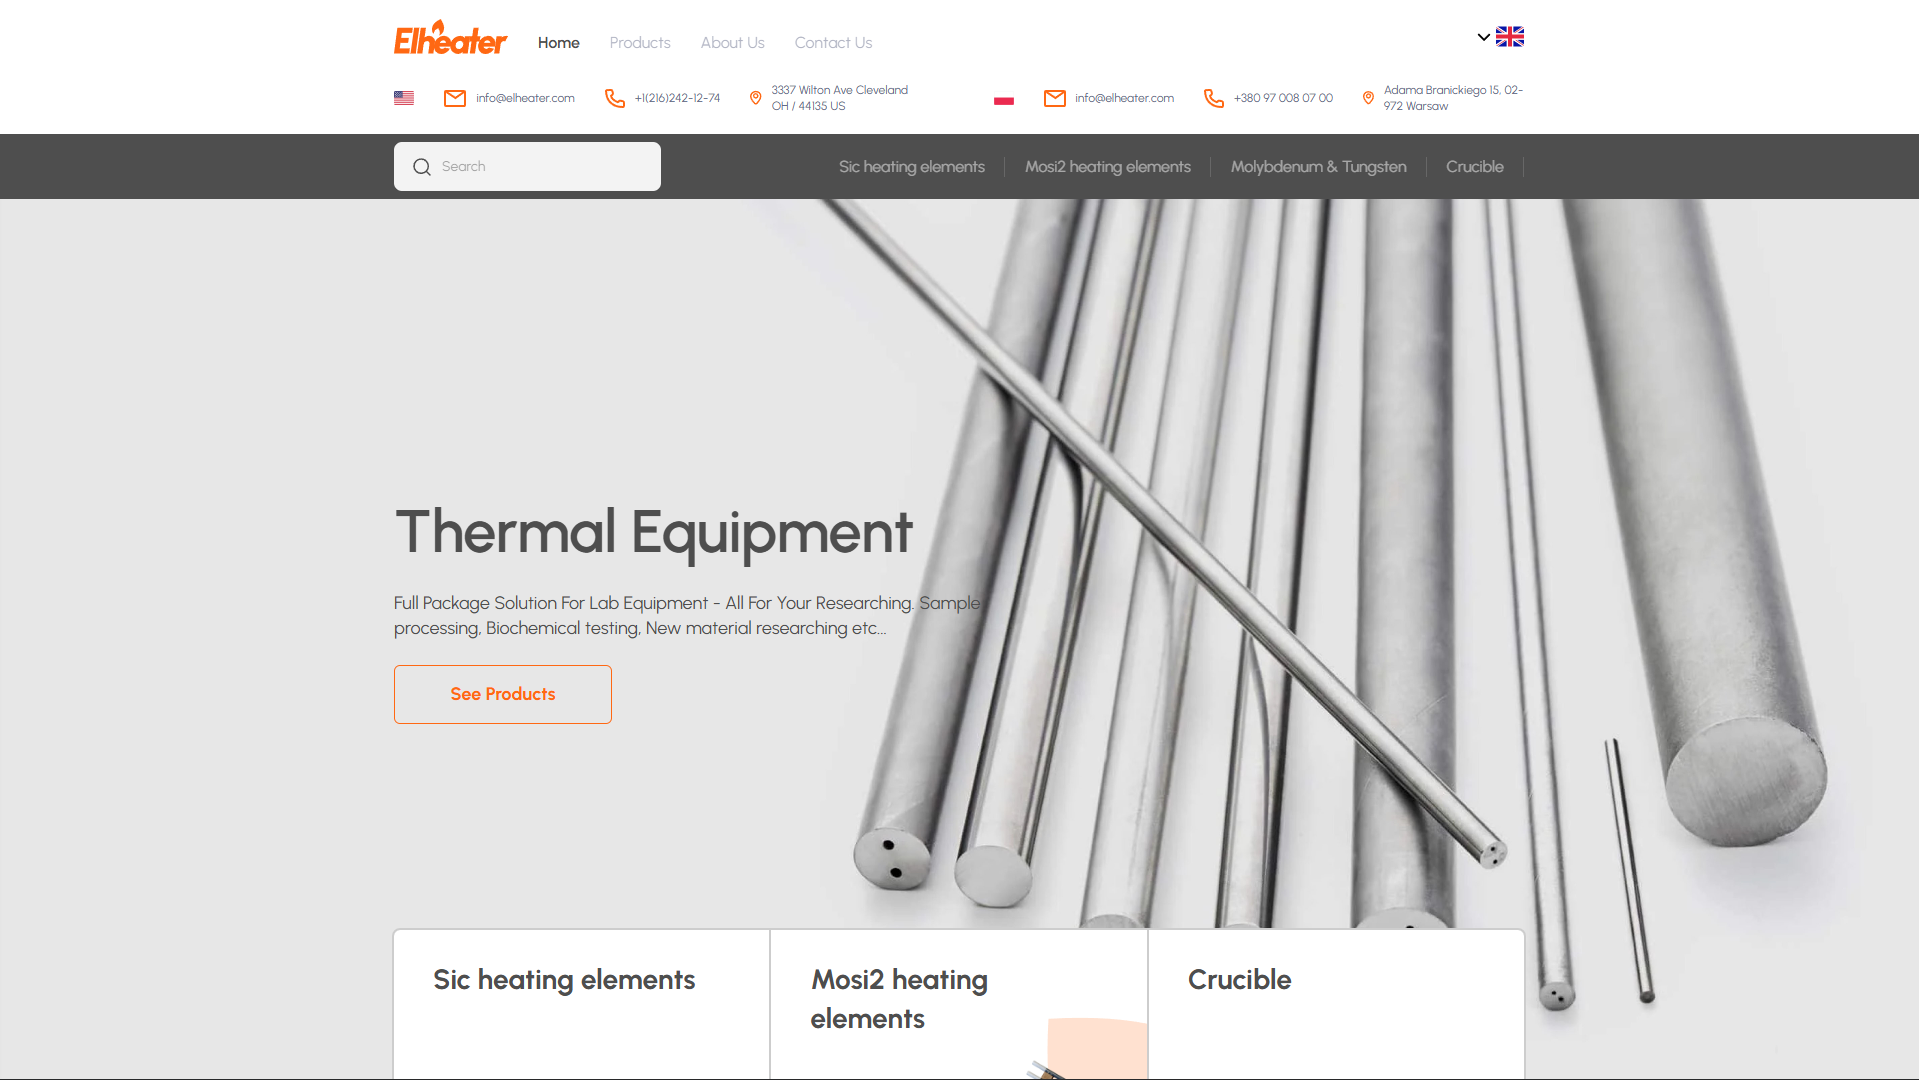 Elheater
Home
Products
About Us
Contact Us
info@elheater.com
+1(216)242-12-74
3337 Wilton Ave Cleveland
OH / 44135 US
info@elheater.com
+380 97 008 07 00
Adama Branickiego 15, 02-
972 Warsaw
Search
Sic heating elements
Mosi2 heating elements
Molybdenum & Tungsten
Crucible
Thermal Equipment
Full Package Solution For Lab Equipment - All For Your Researching. Sample
processing, Biochemical testing, New material researching etc...
See Products
Sic heating elements
Mosi2 heating
elements
Crucible